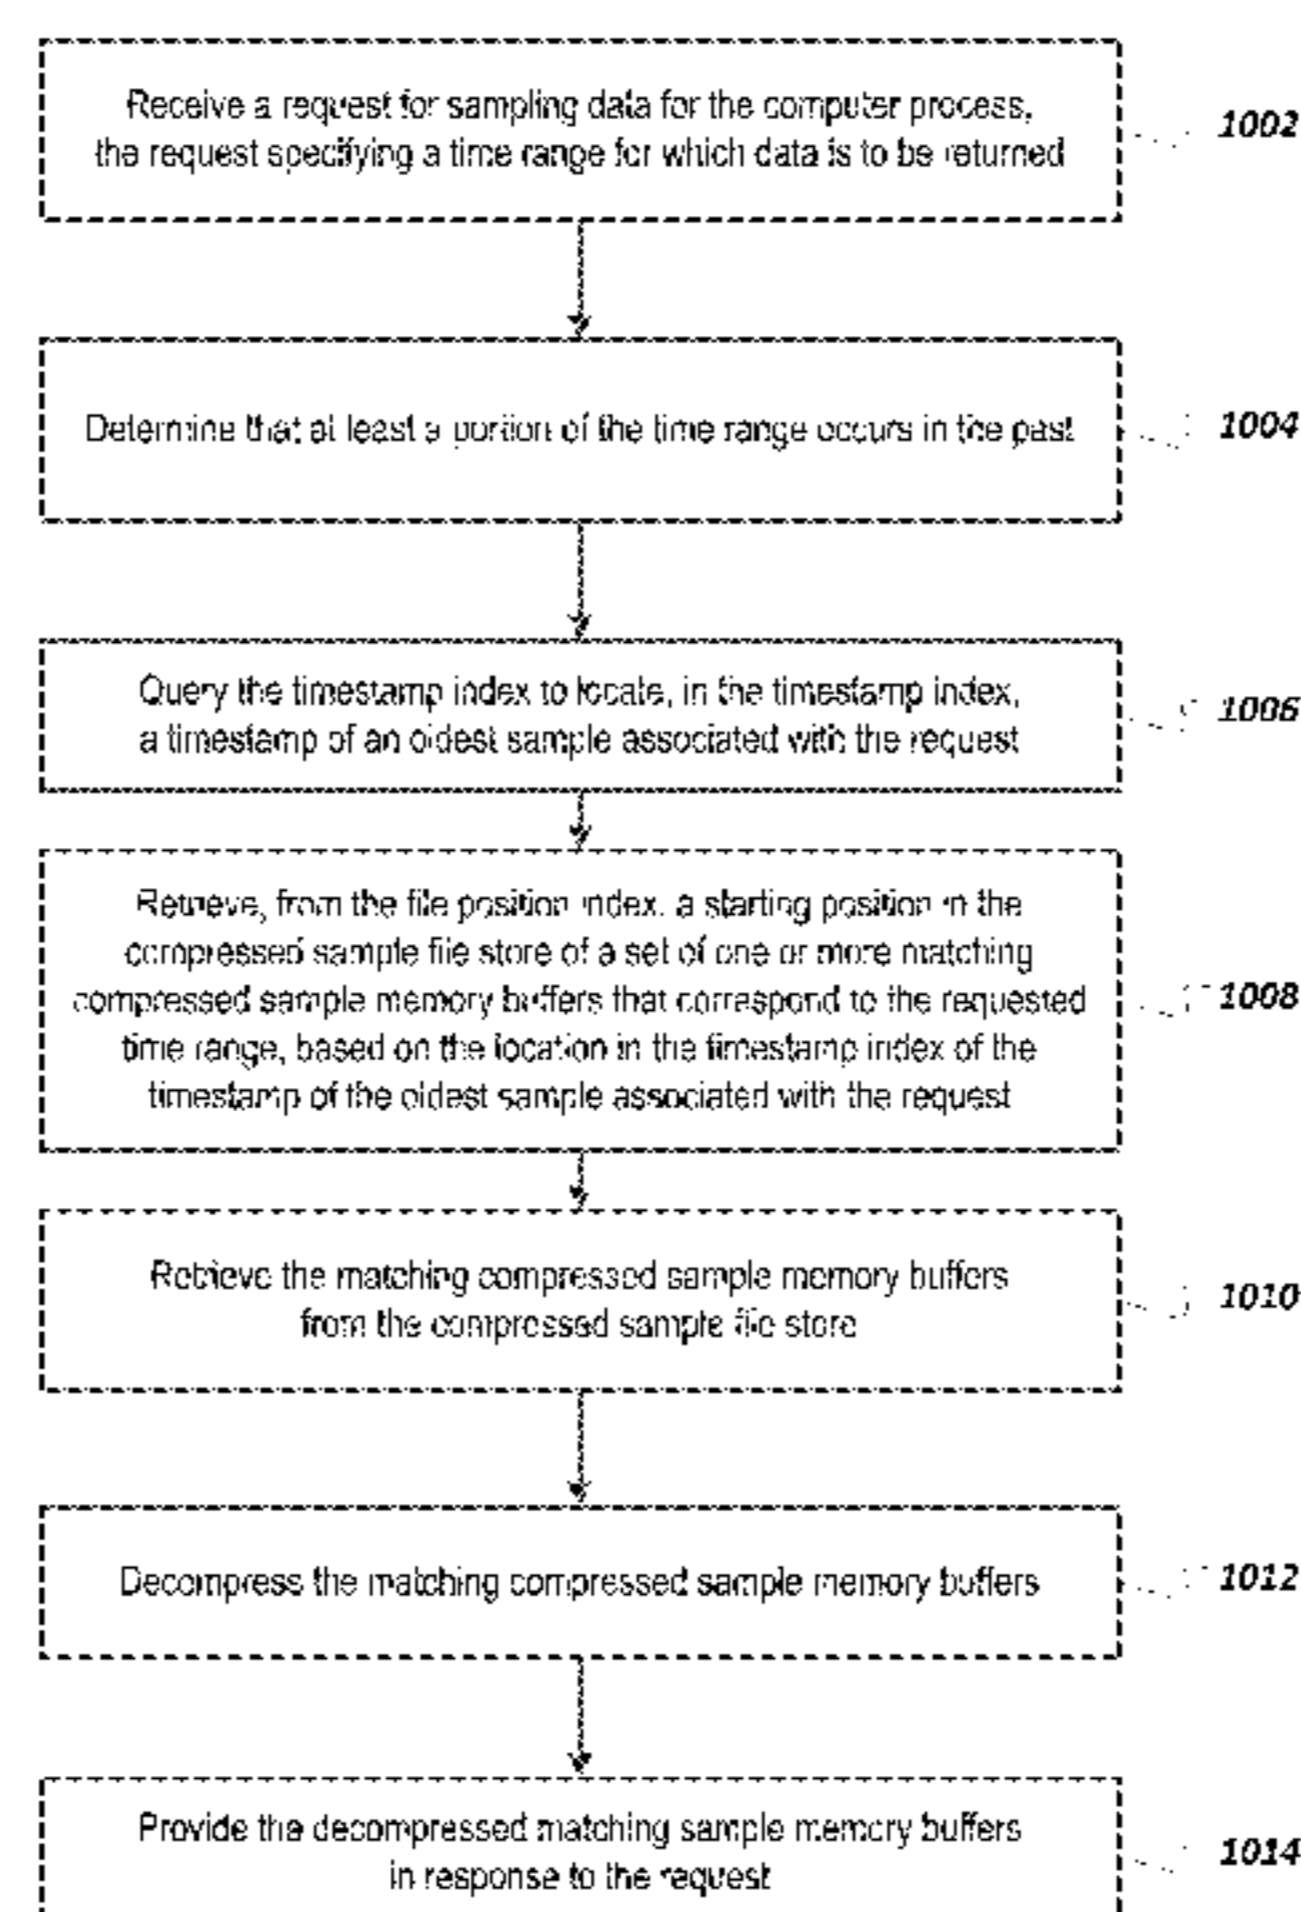 Receive a request for sampling data for the computer process,
the request specifying a time range for which data is to be returned
1002
Determine that at least a portion of the time range occurs in the past
1004
Query the timestamp index to locate, in the timestamp index,
a timestamp of an oldest sample associated with the request
1006
Retrieve, from the file position index, a starting position in the
compressed sample file store of a set of one or more matching
compressed sample memory buffers that correspond to the requested
time range, based on the location in the timestamp index of the
timestamp of the oldest sample associated with the request
1008
Retrieve the matching compressed sample memory buffers
from the compressed sample file store
1010
Decompress the matching compressed sample memory buffers
1012
Provide the decompressed matching sample memory buffers
in response to the request
1014